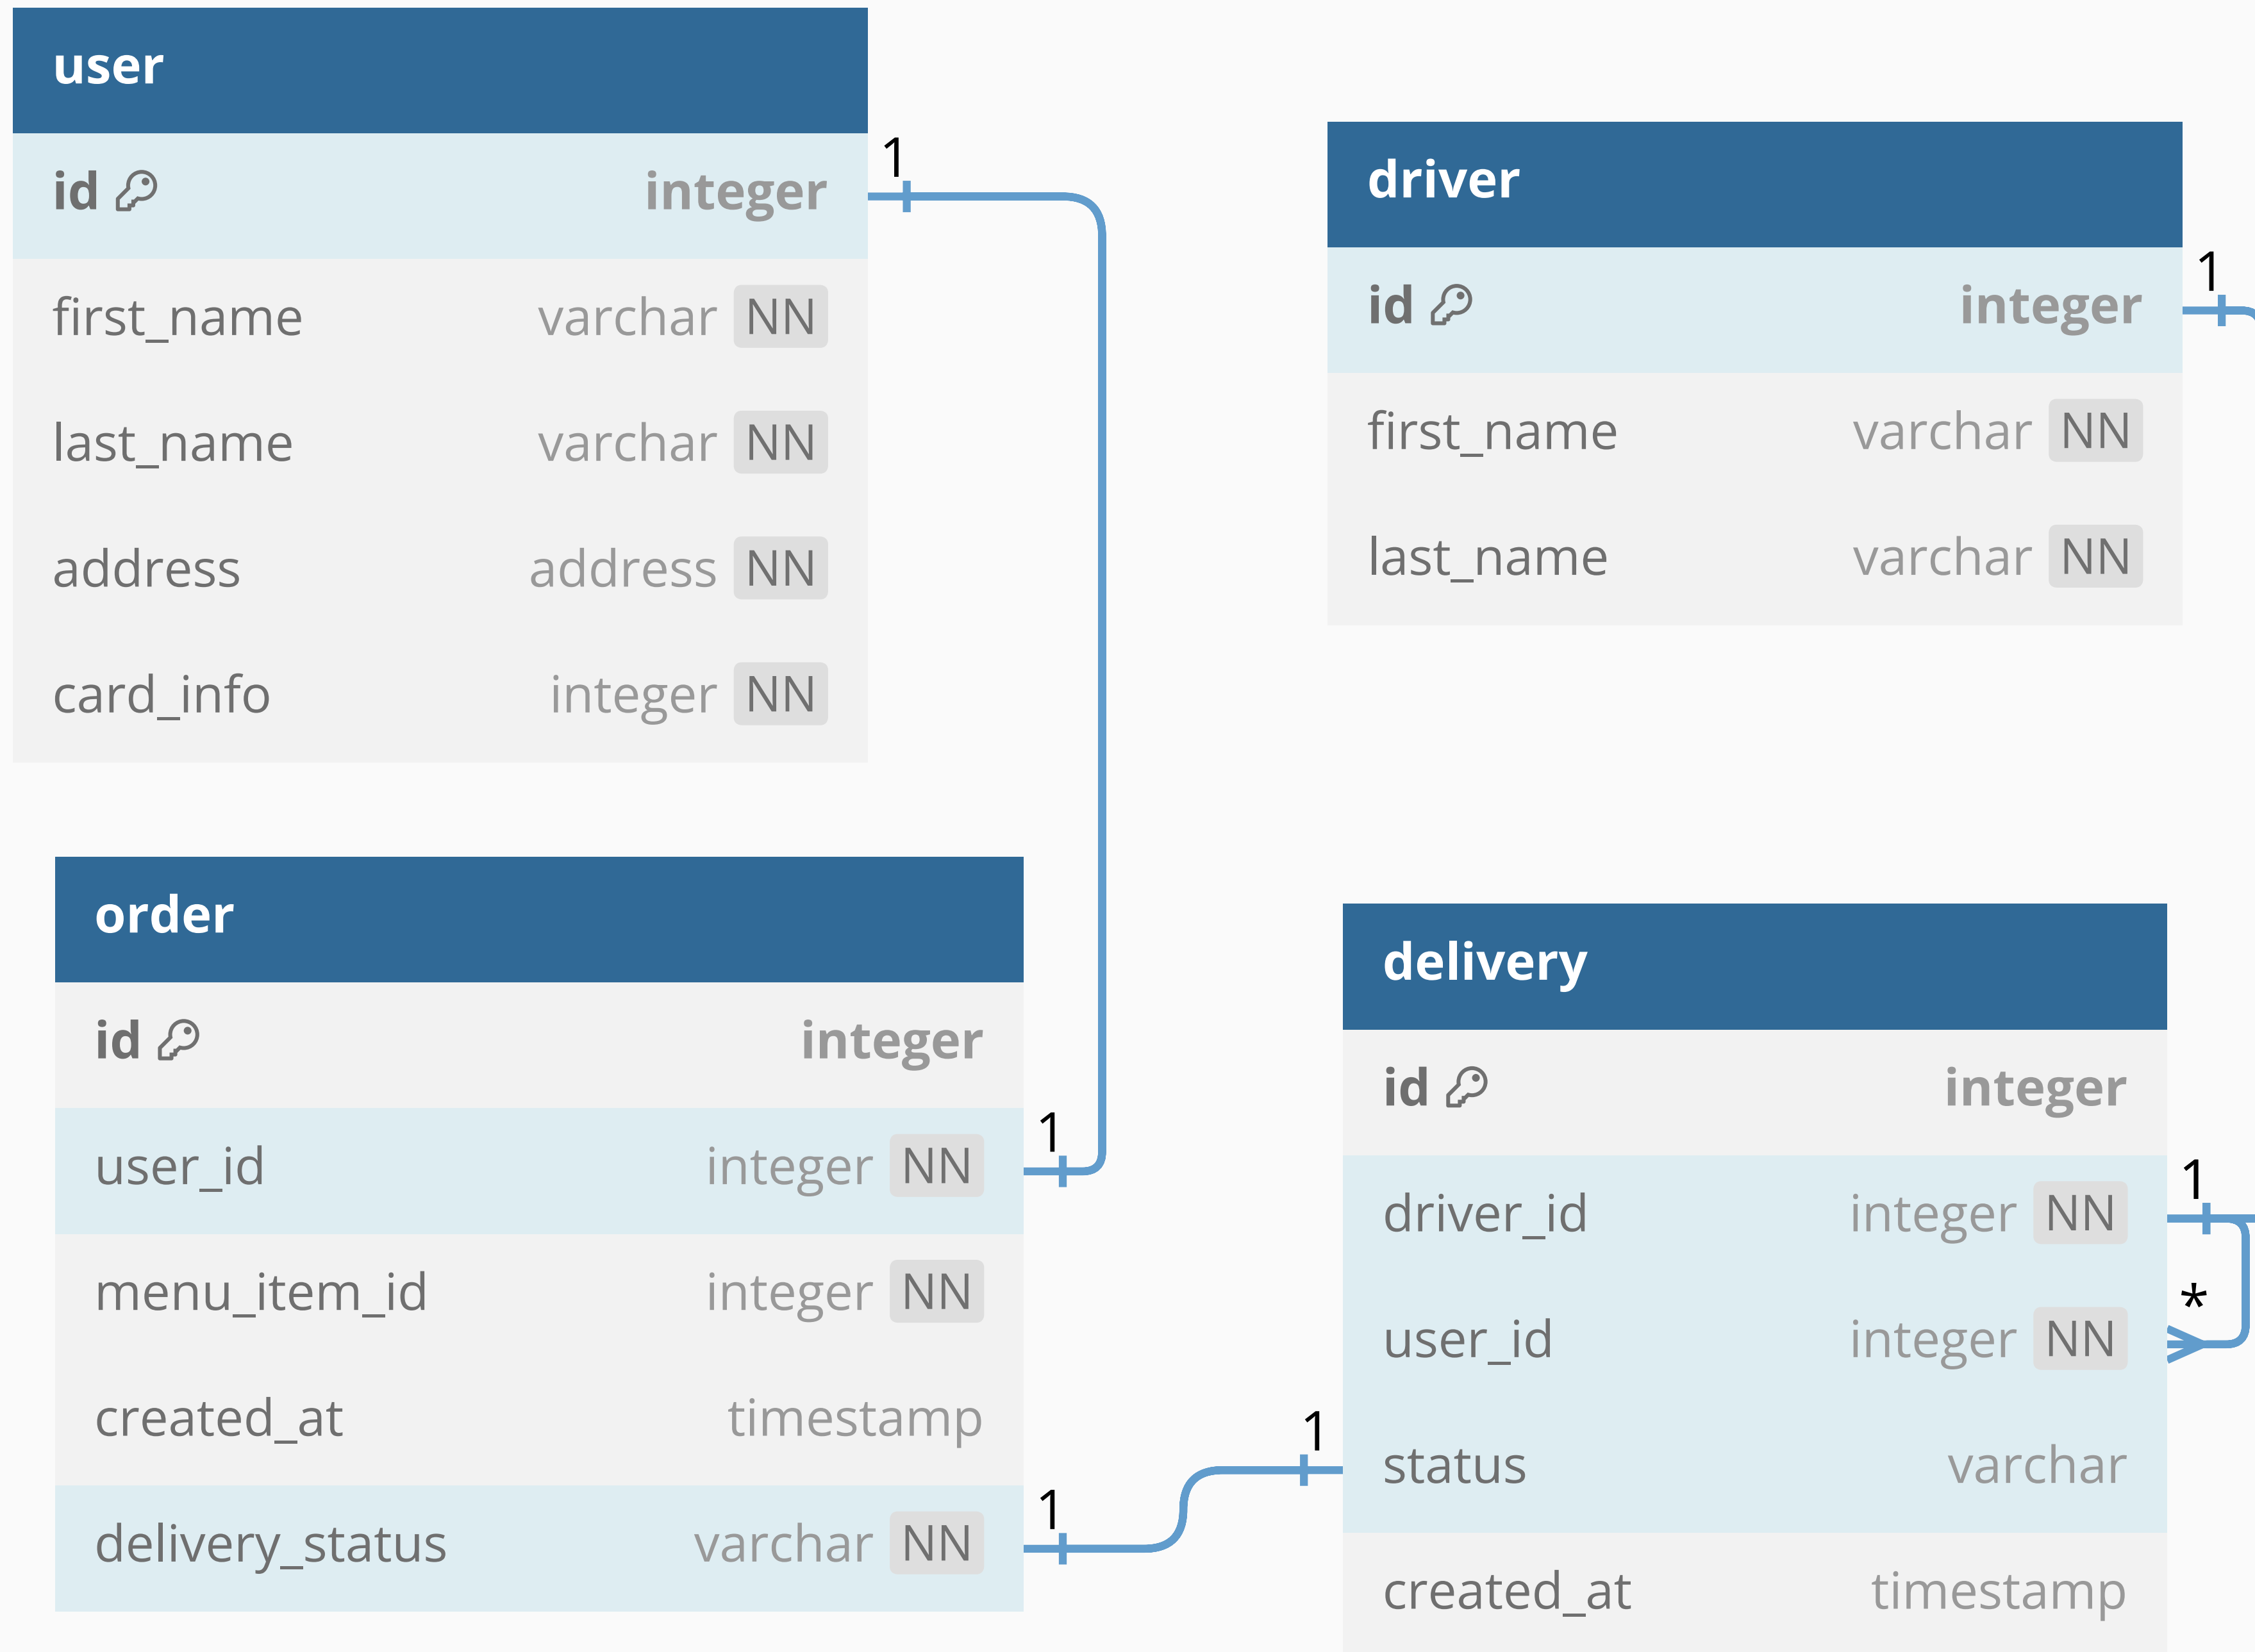 user
id integer
1
first_name varchar NN
last_name varchar NN
address address NN
card_info integer NN
driver
id integer
1
first_name varchar NN
last_name varchar NN
order
id integer
user_id integer NN
1
menu_item_id integer NN
created_at timestamp
delivery_status varchar NN
1
delivery
id integer
driver_id integer NN
1
user_id integer NN
*
1
status varchar
created_at timestamp